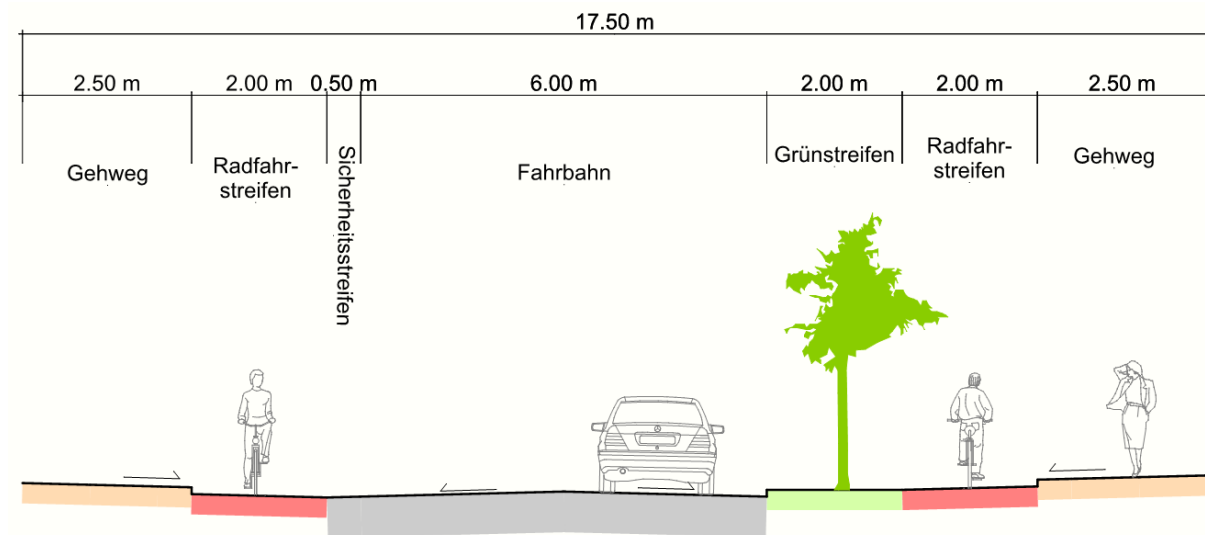 17.50 m
2.50 m
2.00 m
0.50 m
6.00 m
2.00 m
2.00 m
2.50 m
Gehweg
Radfahr-
streifen
Sicherheitsstreifen
Fahrbahn
Grünstreifen
Radfahr-
streifen
Gehweg